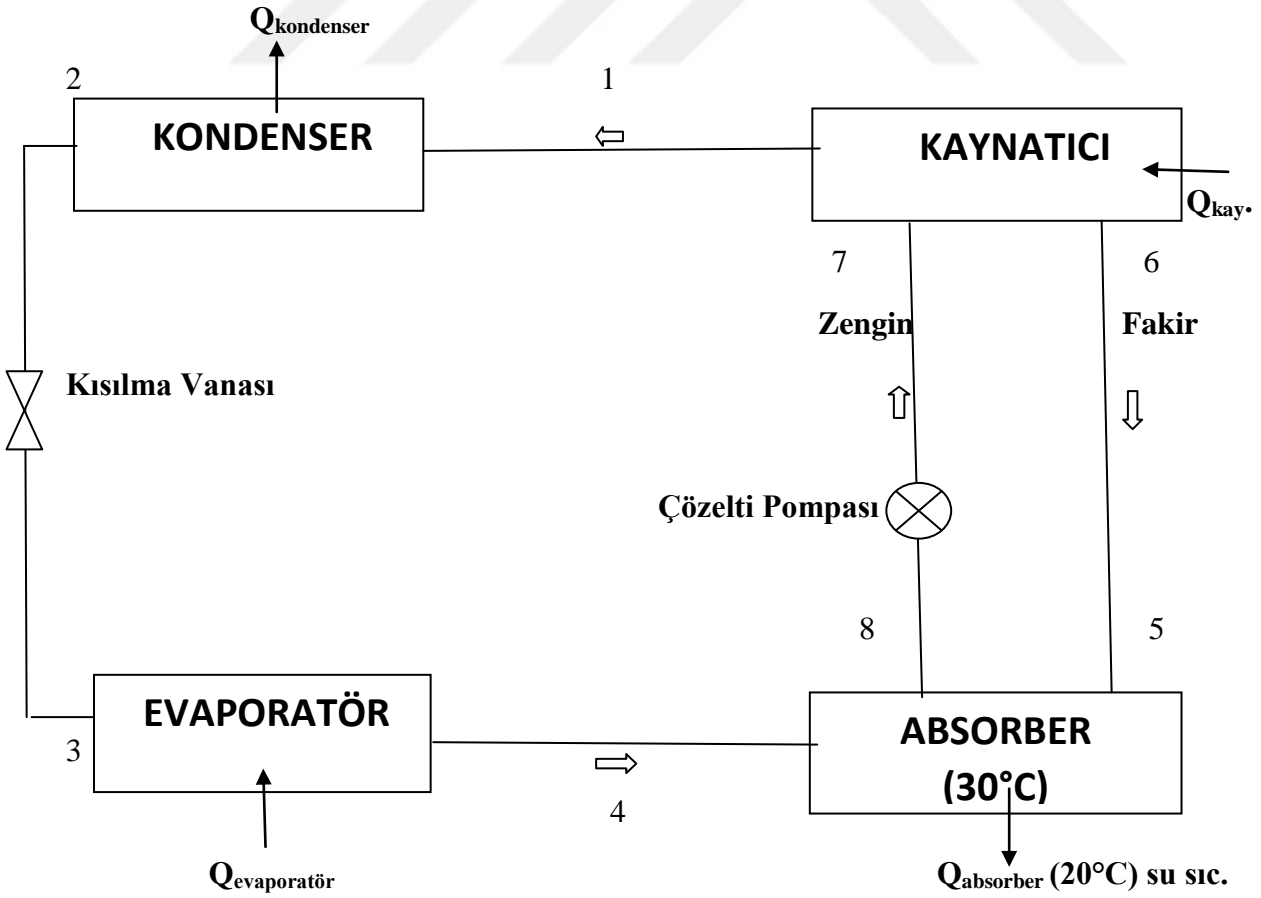 Qkondenser
2
1
KONDENSER
KAYNATICI
Qkay.
7
6
Zengin
Fakir
Kısılma Vanası
Çözelti Pompası
8
5
EVAPORATÖR
ABSORBER
(30°C)
3
4
Qevaporatör
Qabsorber (20°C) su sıc.